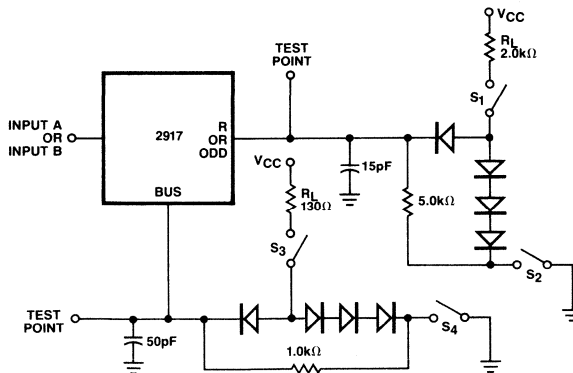 VCC
RL
2.0kΩ
TEST
POINT
S1
INPUT A
OR
INPUT B
2917
R
OR
ODD
BUS
VCC
15pF
RL
130Ω
5.0kΩ
S3
S2
TEST
POINT
50pF
S4
1.0kΩ